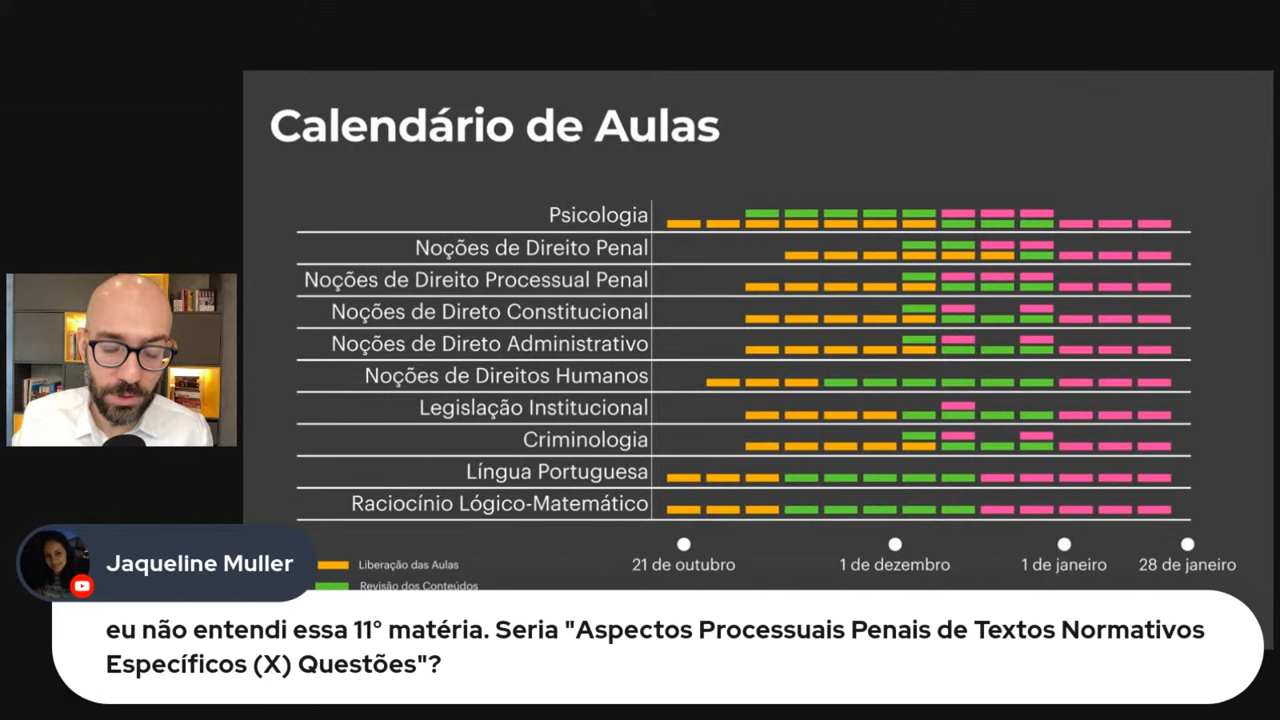 Calendário de Aulas
Psicologia
Noções de Direito Penal
Noções de Direito Processual Penal
Noções de Direto Constitucional
Noções de Direto Administrativo
Noções de Direitos Humanos
Legislação Institucional
Criminologia
Língua Portuguesa
Raciocínio Lógico-Matemático
21 de outubro
1 de dezembro
1 de janeiro
28 de janeiro
Liberação das Aulas
Revisão dos Conteúdos
Jaqueline Muller
eu não entendi essa 11° matéria. Seria "Aspectos Processuais Penais de Textos Normativos
Específicos (X) Questões"?